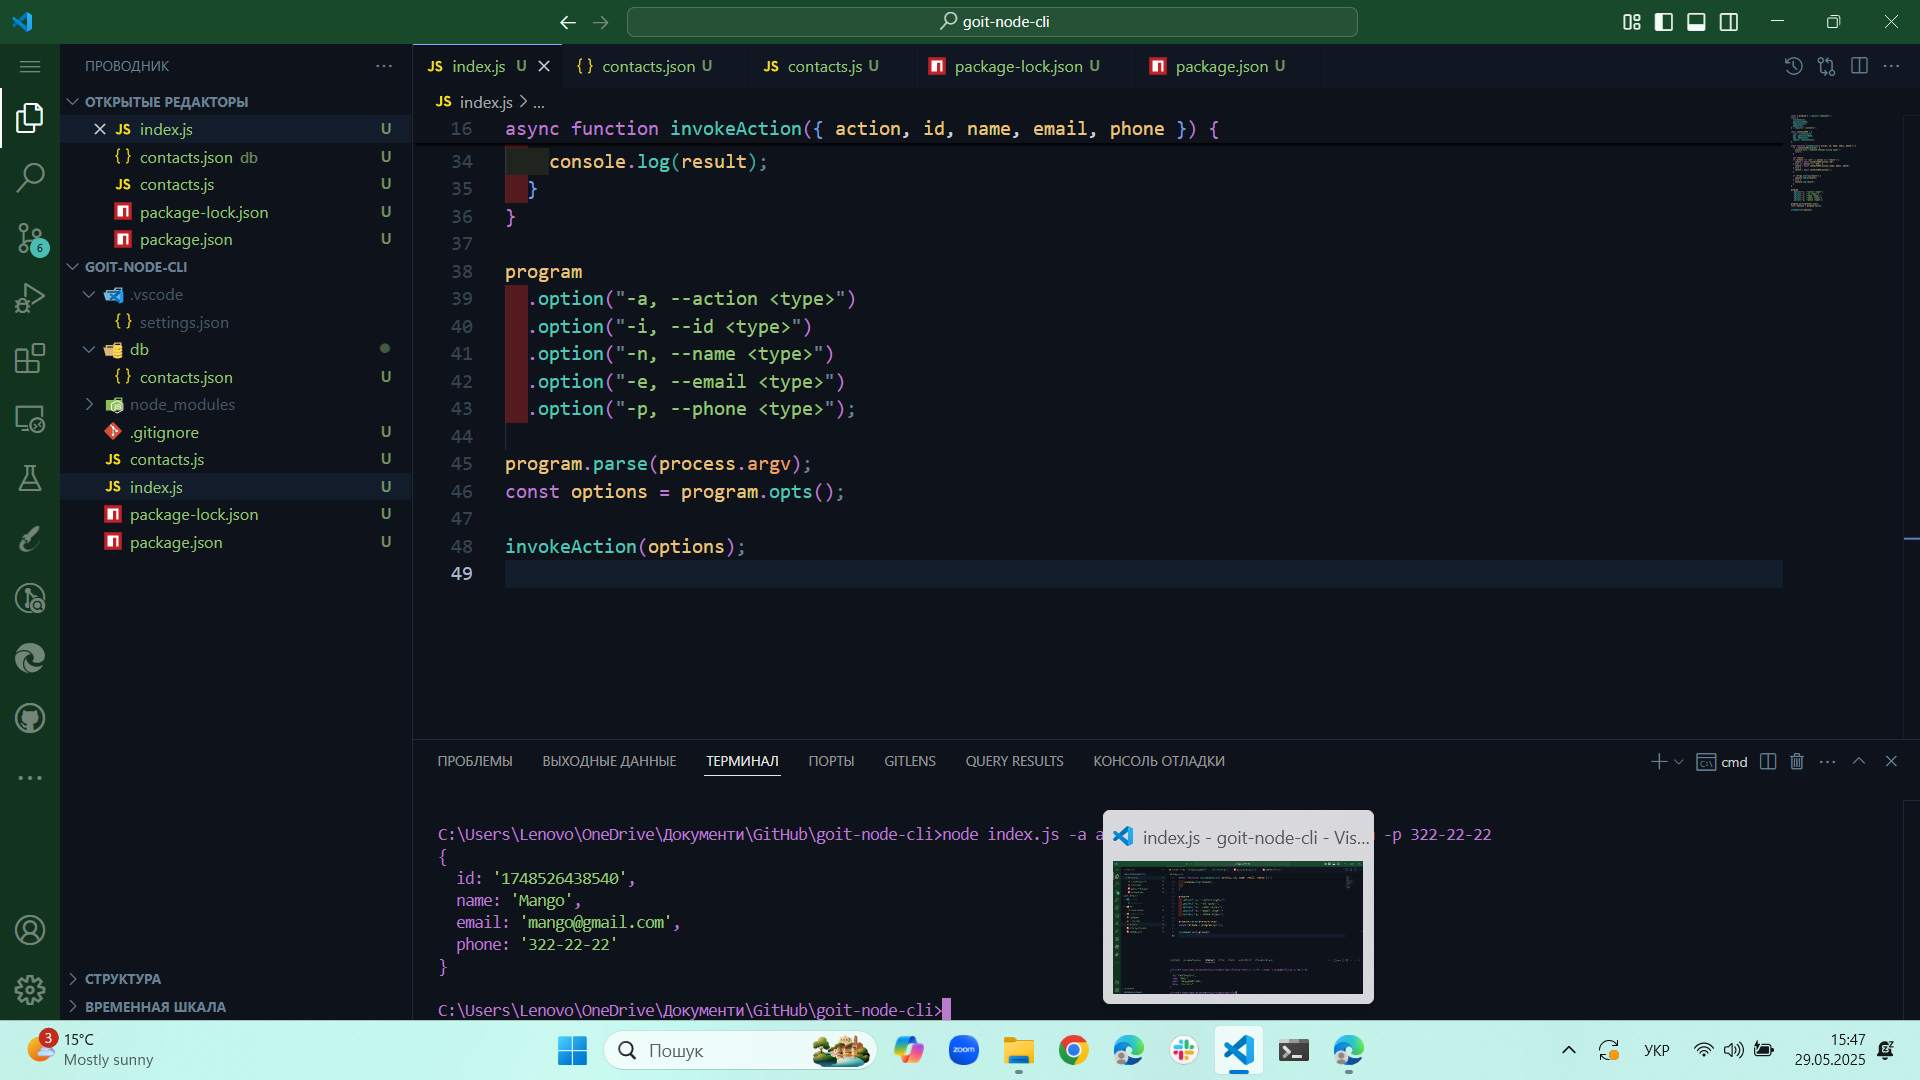 goit-node-cli
ПРОВОДНИК
ОТКРЫТЫЕ РЕДАКТОРЫ
JS index.js U
{} contacts.json db U
JS contacts.js U
package-lock.json U
package.json U
6
GOIT-NODE-CLI
.vscode
{} settings.json
db
{} contacts.json U
node_modules
.gitignore U
JS contacts.js U
JS index.js U
package-lock.json U
package.json U
СТРУКТУРА
ВРЕМЕННАЯ ШКАЛА
JS index.js U
{} contacts.json U
JS contacts.js U
package-lock.json U
package.json U
JS index.js > ...
16 async function invokeAction({ action, id, name, email, phone }) {
34 console.log(result);
35 }
36 }
37
38 program
39 .option("-a, --action <type>")
40 .option("-i, --id <type>")
41 .option("-n, --name <type>")
42 .option("-e, --email <type>")
43 .option("-p, --phone <type>");
44
45 program.parse(process.argv);
46 const options = program.opts();
47
48 invokeAction(options);
49
ПРОБЛЕМЫ ВЫХОДНЫЕ ДАННЫЕ ТЕРМИНАЛ ПОРТЫ GITLENS QUERY RESULTS КОНСОЛЬ ОТЛАДКИ
cmd
C:\Users\Lenovo\OneDrive\Документи\GitHub\goit-node-cli>node index.js -a a -p 322-22-22
{
id: '1748526438540',
name: 'Mango',
email: 'mango@gmail.com',
phone: '322-22-22'
}
C:\Users\Lenovo\OneDrive\Документи\GitHub\goit-node-cli>
index.js - goit-node-cli - Vis...
3
15°C
Mostly sunny
Пошук
zoom
УКР
15:47
29.05.2025